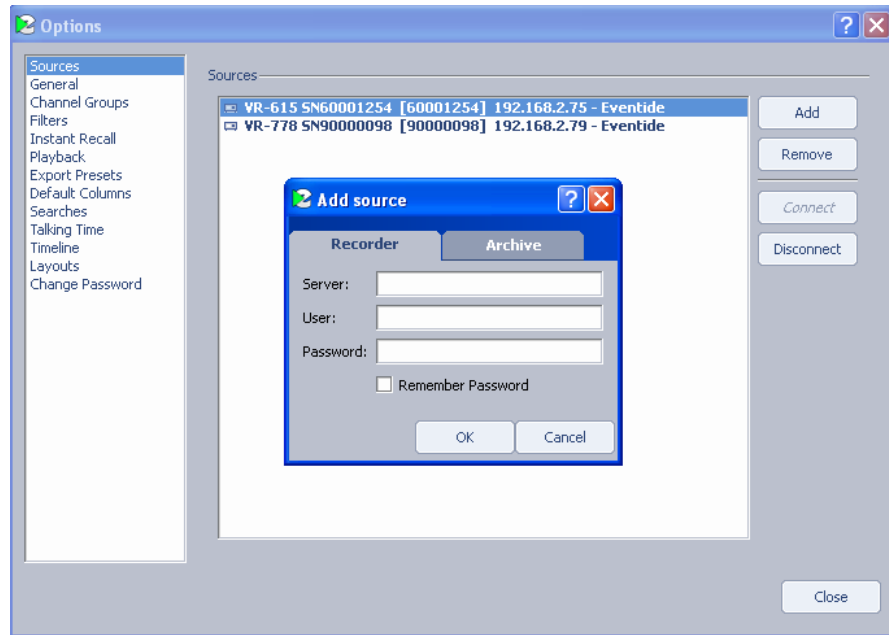 Options
Sources
General
Channel Groups
Filters
Instant Recall
Playback
Export Presets
Default Columns
Searches
Talking Time
Timeline
Layouts
Change Password
Sources
VR-615 SN60001254 [60001254] 192.168.2.75 - Eventide
VR-778 SN90000098 [90000098] 192.168.2.79 - Eventide
Add
Remove
Connect
Disconnect
Add source
Recorder
Archive
Server:
User:
Password:
Remember Password
OK
Cancel
Close